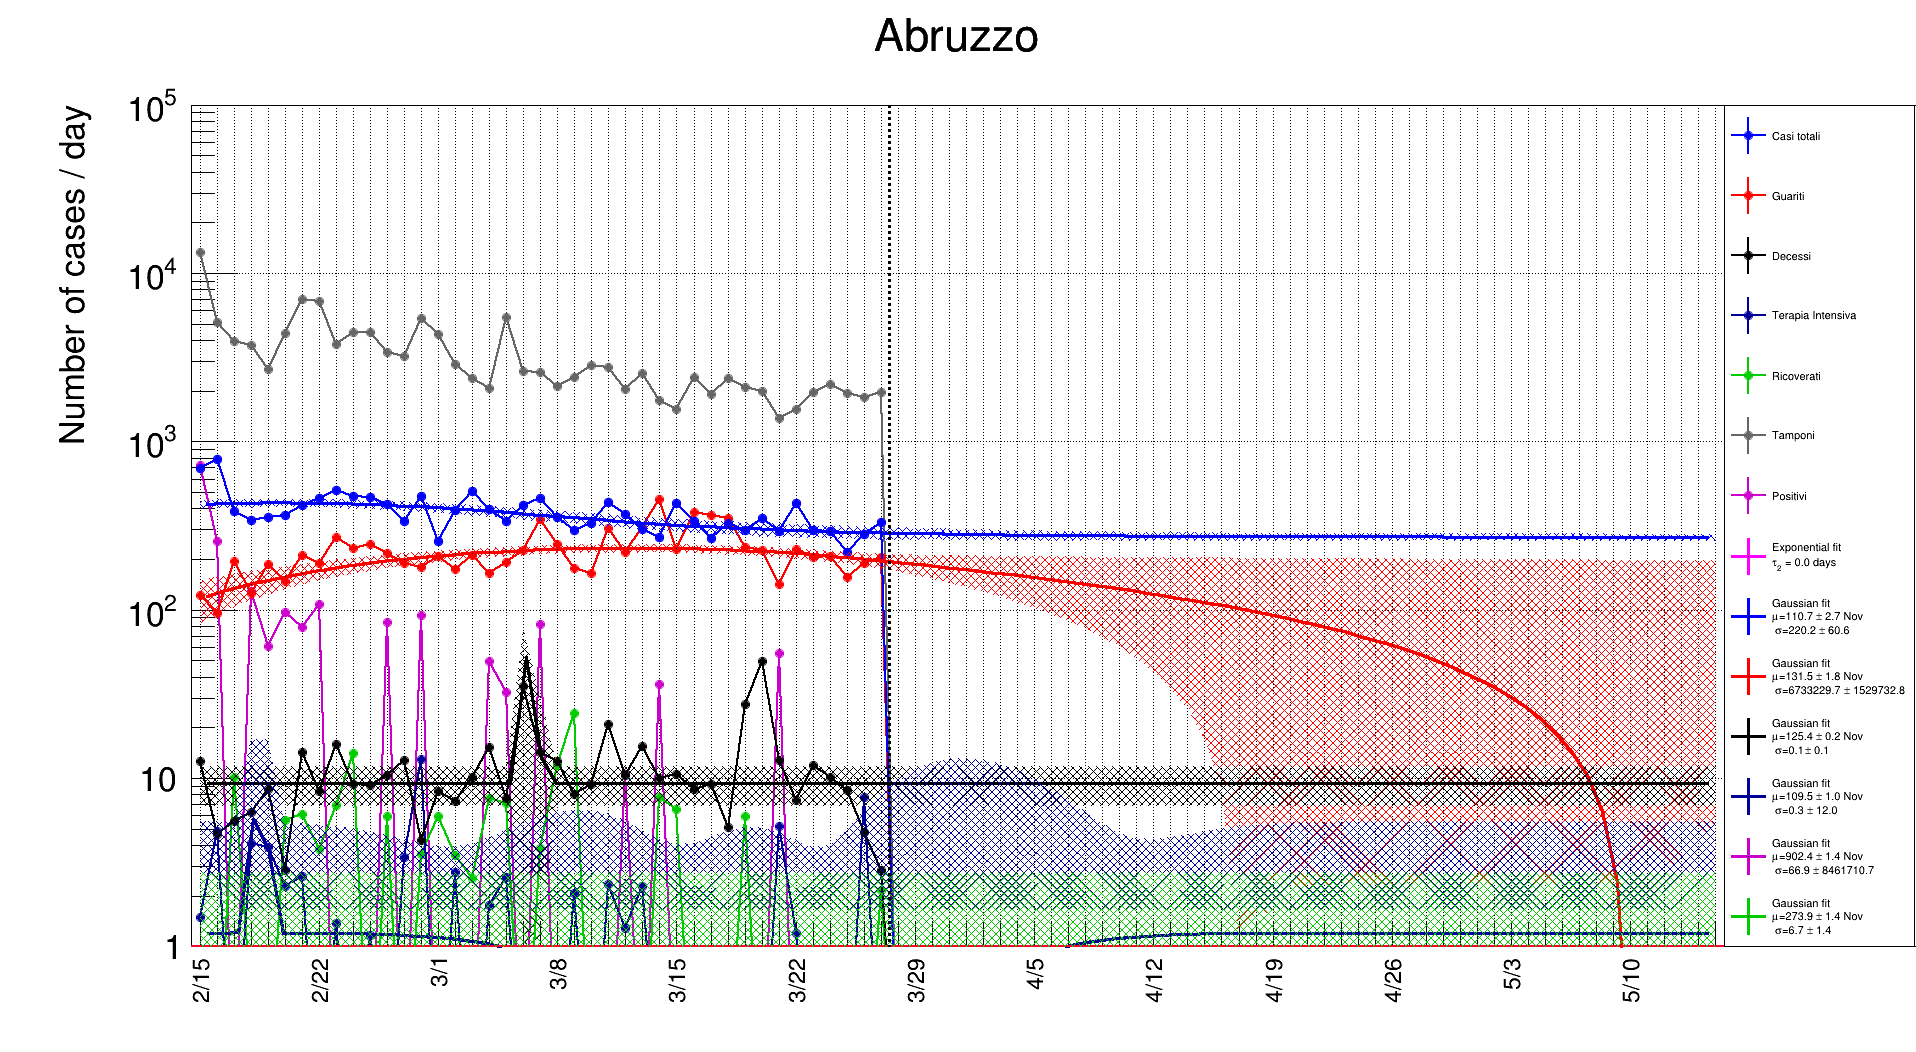 Abruzzo
Number of cases / day
10^5
10^4
10^3
10^2
10
1
2/15
2/22
3/1
3/8
3/15
3/22
3/29
4/5
4/12
4/19
4/26
5/3
5/10
Casi totali
Guariti
Decessi
Terapia Intensiva
Ricoverati
Tamponi
Positivi
Exponential fit
τ₂ = 0.0 days
Gaussian fit
μ=110.7 ± 2.7 Nov
σ=220.2 ± 60.6
Gaussian fit
μ=131.5 ± 1.8 Nov
σ=6733229.7 ± 1529732.8
Gaussian fit
μ=125.4 ± 0.2 Nov
σ=0.1 ± 0.1
Gaussian fit
μ=109.5 ± 1.0 Nov
σ=0.3 ± 12.0
Gaussian fit
μ=902.4 ± 1.4 Nov
σ=66.9 ± 8461710.7
Gaussian fit
μ=273.9 ± 1.4 Nov
σ=6.7 ± 1.4